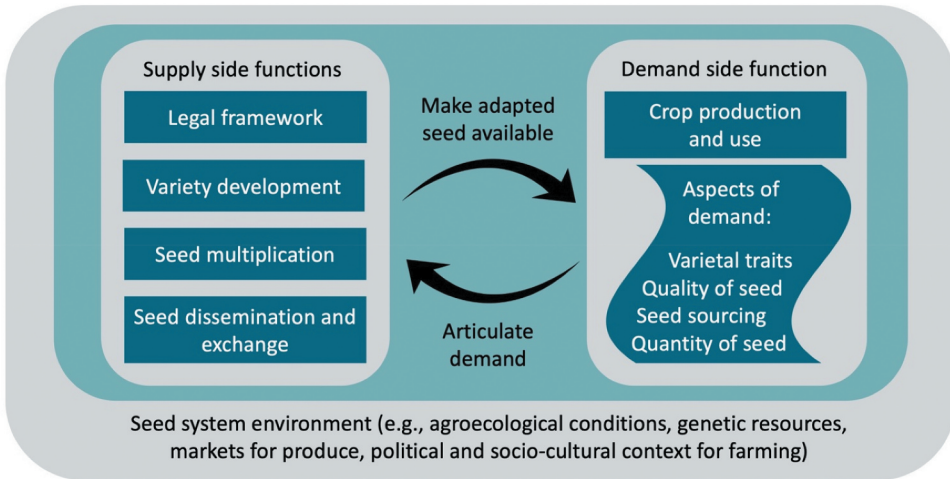 Supply side functions
Legal framework
Variety development
Seed multiplication
Seed dissemination and
exchange
Make adapted
seed available
Articulate
demand
Demand side function
Crop production
and use
Aspects of
demand:
Varietal traits
Quality of seed
Seed sourcing
Quantity of seed
Seed system environment (e.g., agroecological conditions, genetic resources,
markets for produce, political and socio-cultural context for farming)